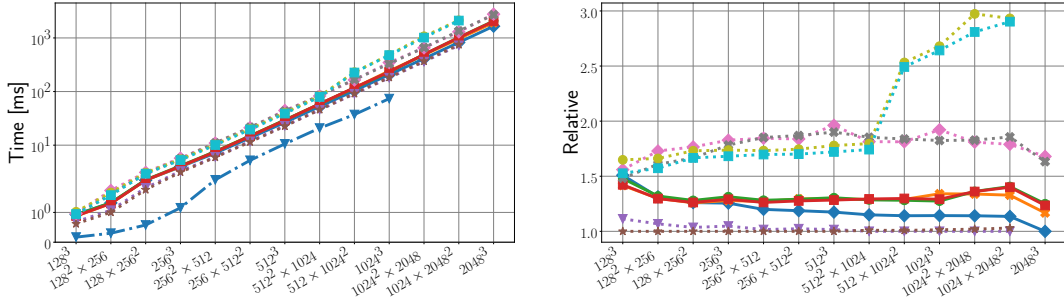 Time [ms]
10³
10²
10¹
10⁰
0
128³
128² × 256
128 × 256²
256³
256² × 512
256 × 512²
512³
512² × 1024
512 × 1024²
1024³
1024² × 2048
1024 × 2048²
2048³
Relative
3.0
2.5
2.0
1.5
1.0
128³
128² × 256
128 × 256²
256³
256² × 512
256 × 512²
512³
512² × 1024
512 × 1024²
1024³
1024² × 2048
1024 × 2048²
2048³